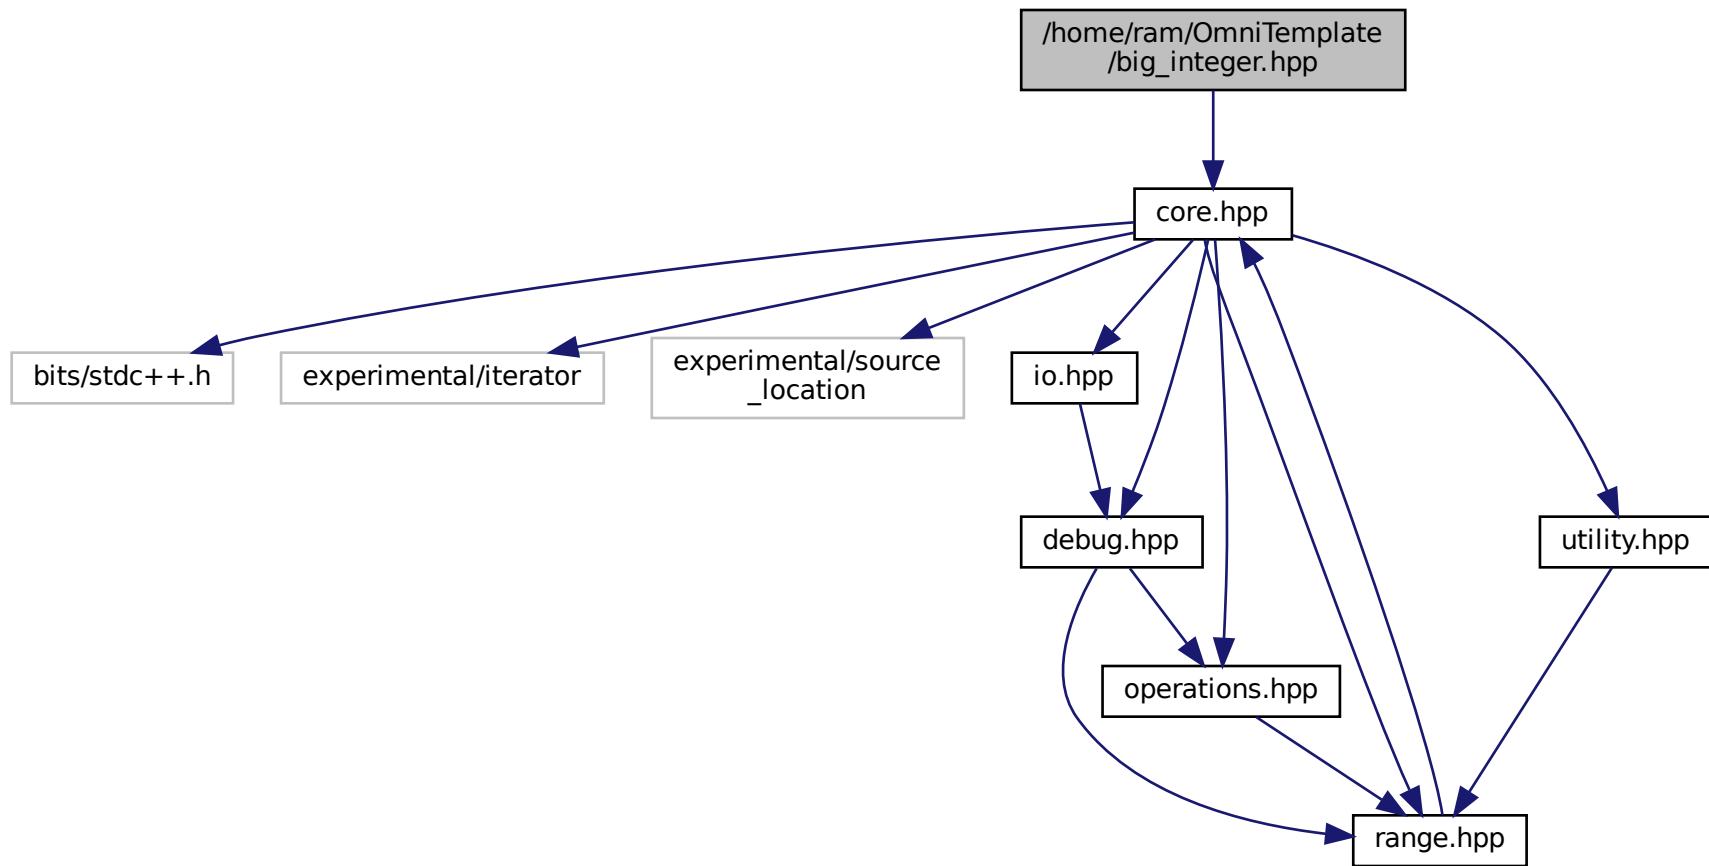 /home/ram/OmniTemplate
/big_integer.hpp
core.hpp
bits/stdc++.h
experimental/iterator
experimental/source
_location
io.hpp
debug.hpp
utility.hpp
operations.hpp
range.hpp